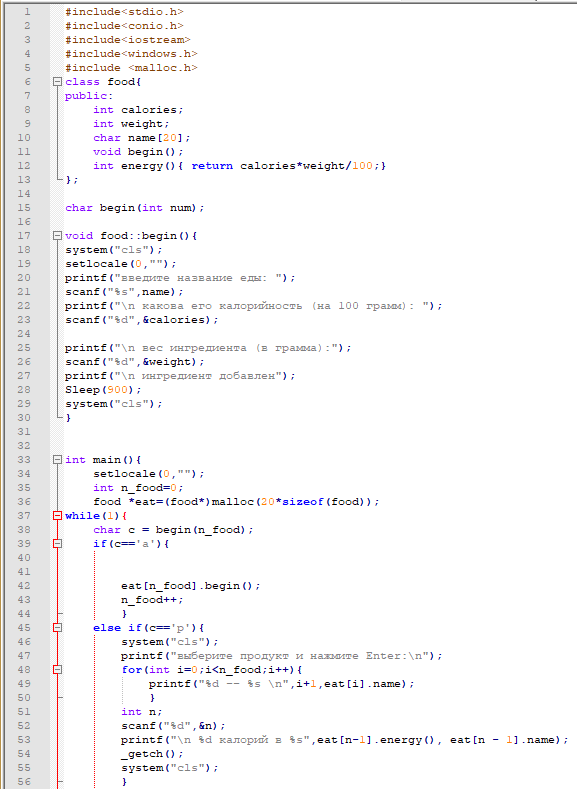 1 #include<stdio.h>
2 #include<conio.h>
3 #include<iostream>
4 #include<windows.h>
5 #include <malloc.h>
6 class food{
7 public:
8 int calories;
9 int weight;
10 char name[20];
11 void begin();
12 int energy(){ return calories*weight/100;}
13 };
14
15 char begin(int num);
16
17 void food::begin(){
18 system("cls");
19 setlocale(0,"");
20 printf("введите название еды: ");
21 scanf("%s",name);
22 printf("\n какова его калорийность (на 100 грамм): ");
23 scanf("%d",&calories);
24
25 printf("\n вес ингредиента (в грамма):");
26 scanf("%d",&weight);
27 printf("\n ингредиент добавлен");
28 Sleep(900);
29 system("cls");
30 }
31
32
33 int main(){
34 setlocale(0,"");
35 int n_food=0;
36 food *eat=(food*)malloc(20*sizeof(food));
37 while(1){
38 char c = begin(n_food);
39 if(c=='a'){
40
41
42 eat[n_food].begin();
43 n_food++;
44 }
45 else if(c=='p'){
46 system("cls");
47 printf("выберите продукт и нажмите Enter:\n");
48 for(int i=0;i<n_food;i++){
49 printf("%d -- %s \n",i+1,eat[i].name);
50 }
51 int n;
52 scanf("%d",&n);
53 printf("\n %d калорий в %s",eat[n-1].energy(), eat[n - 1].name);
54 _getch();
55 system("cls");
56 }